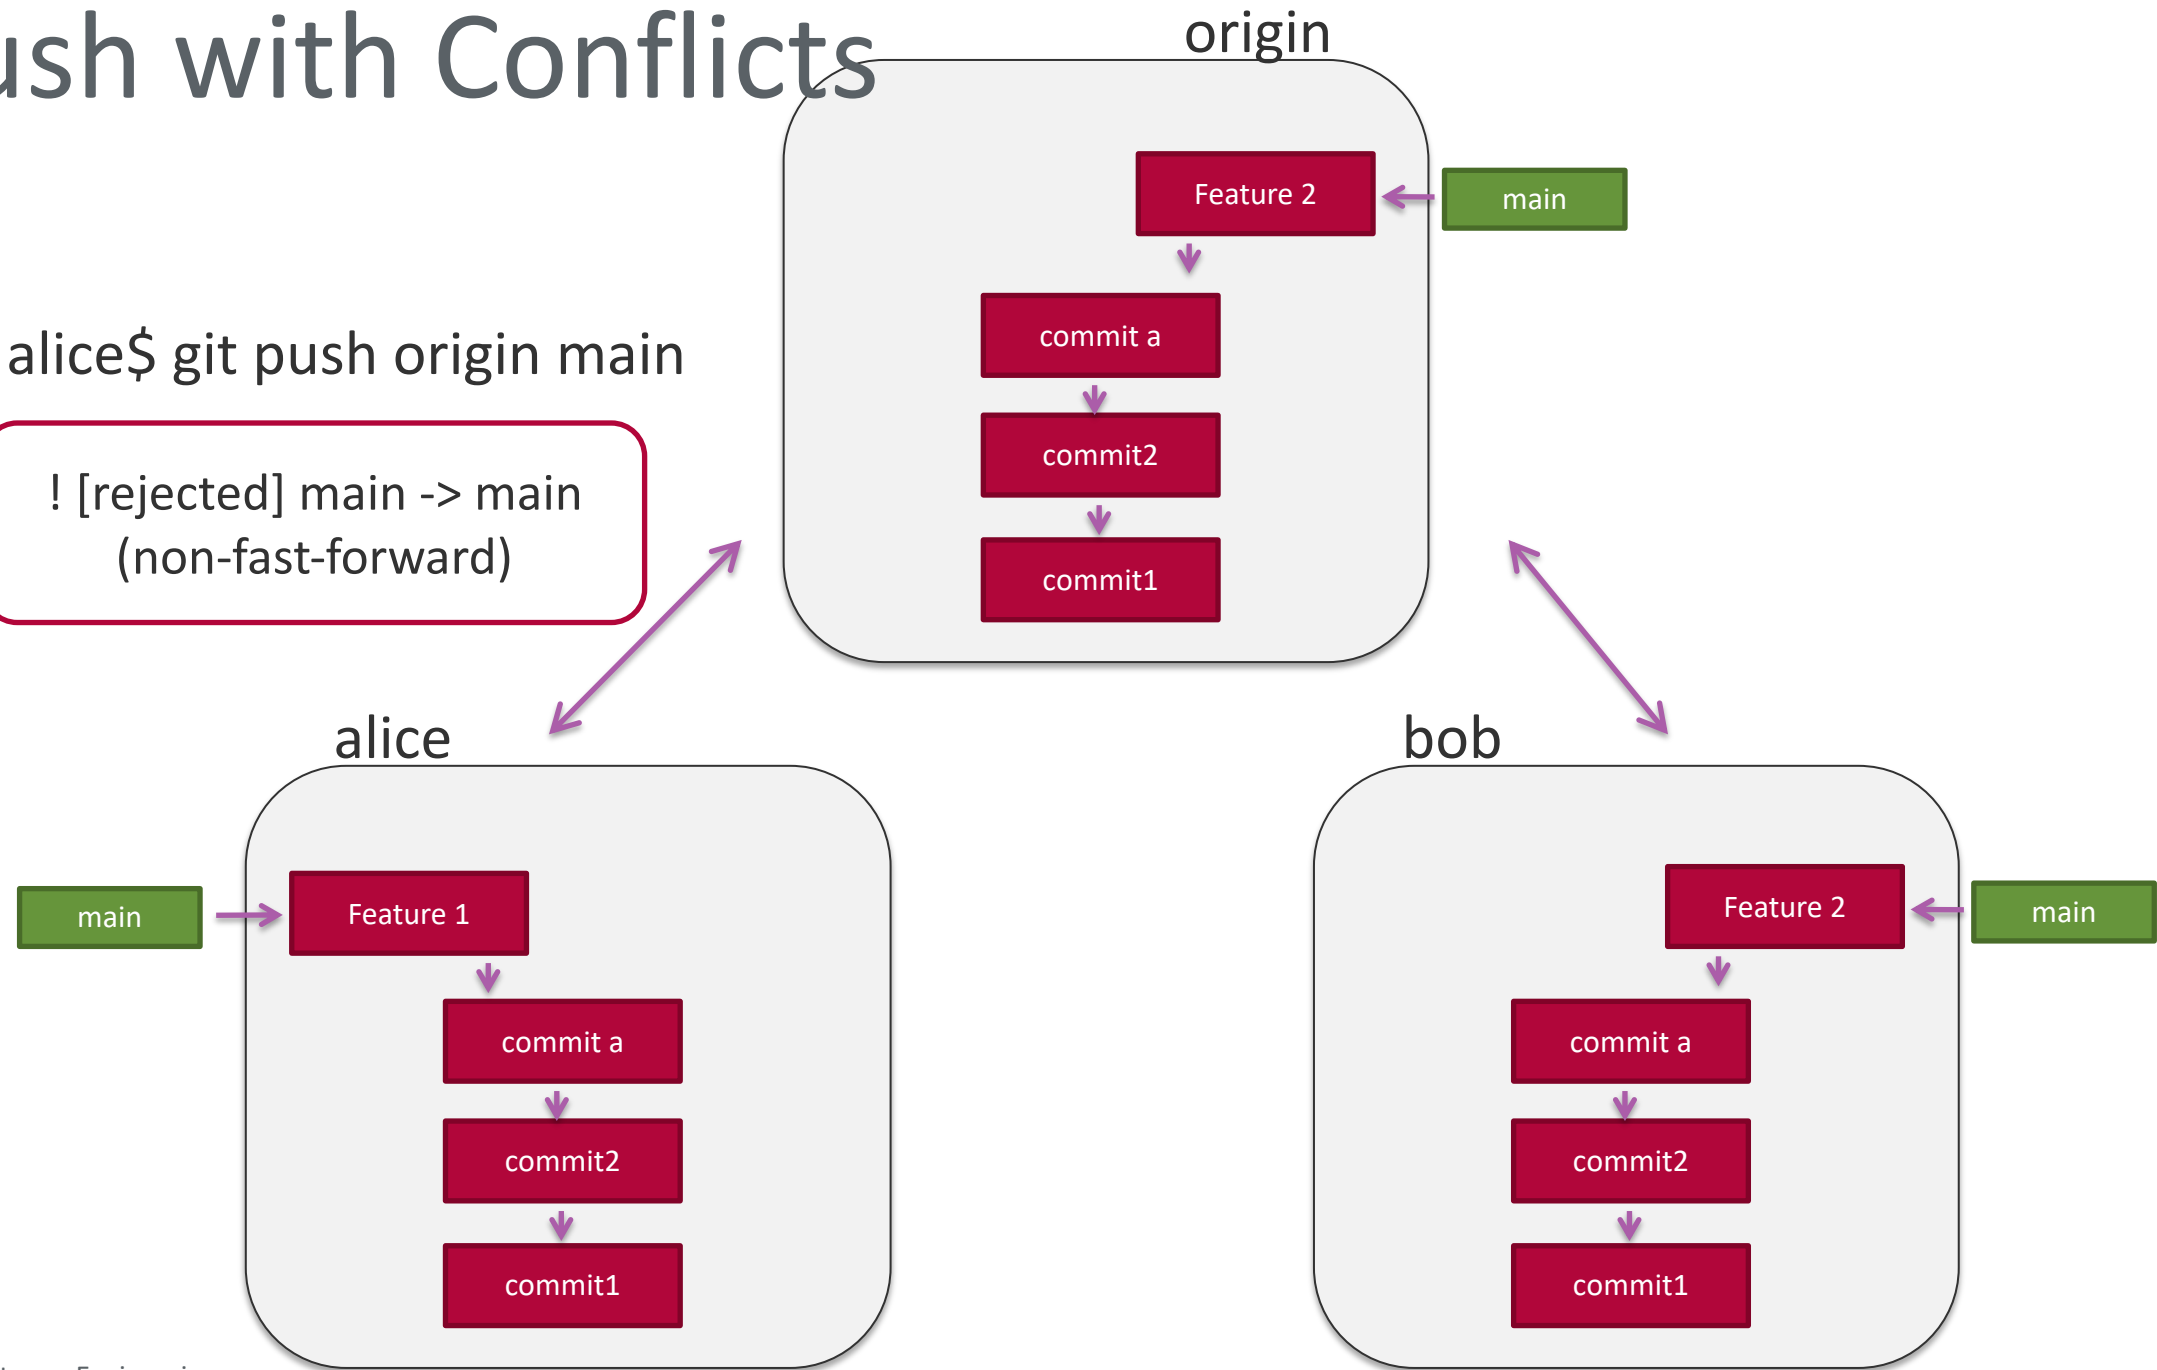 ush with Conflicts
origin
Feature 2
main
commit a
alice$ git push origin main
commit2
! [rejected] main -> main
(non-fast-forward)
commit1
alice
bob
main
Feature 1
Feature 2
main
commit a
commit a
commit2
commit2
commit1
commit1